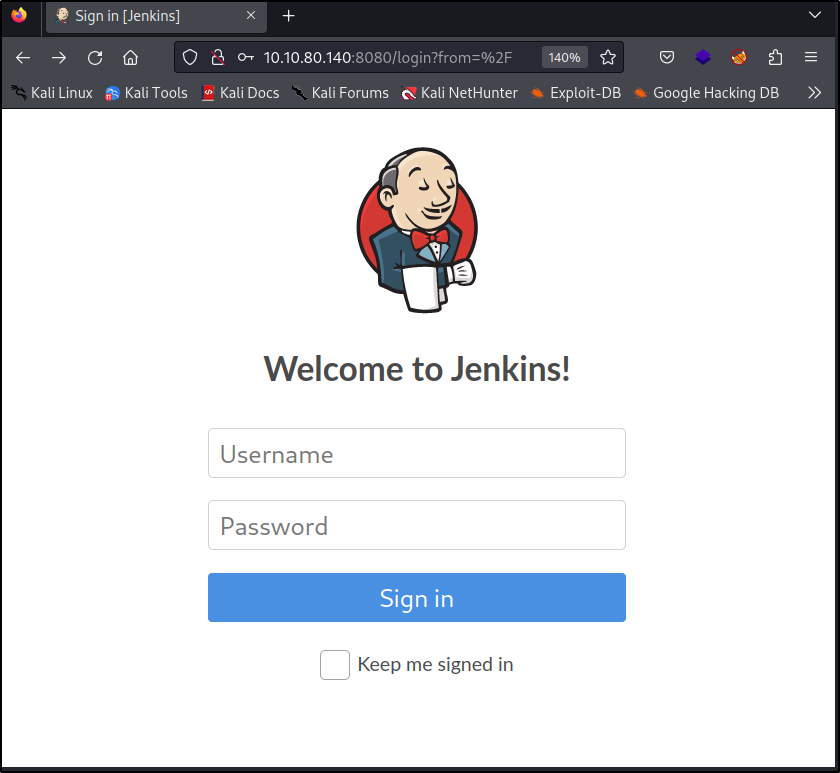 Sign in [Jenkins]
10.10.80.140:8080/login?from=%2F 140%
Kali Linux Kali Tools Kali Docs Kali Forums Kali NetHunter Exploit-DB Google Hacking DB
Welcome to Jenkins!
Username
Password
Sign in
Keep me signed in